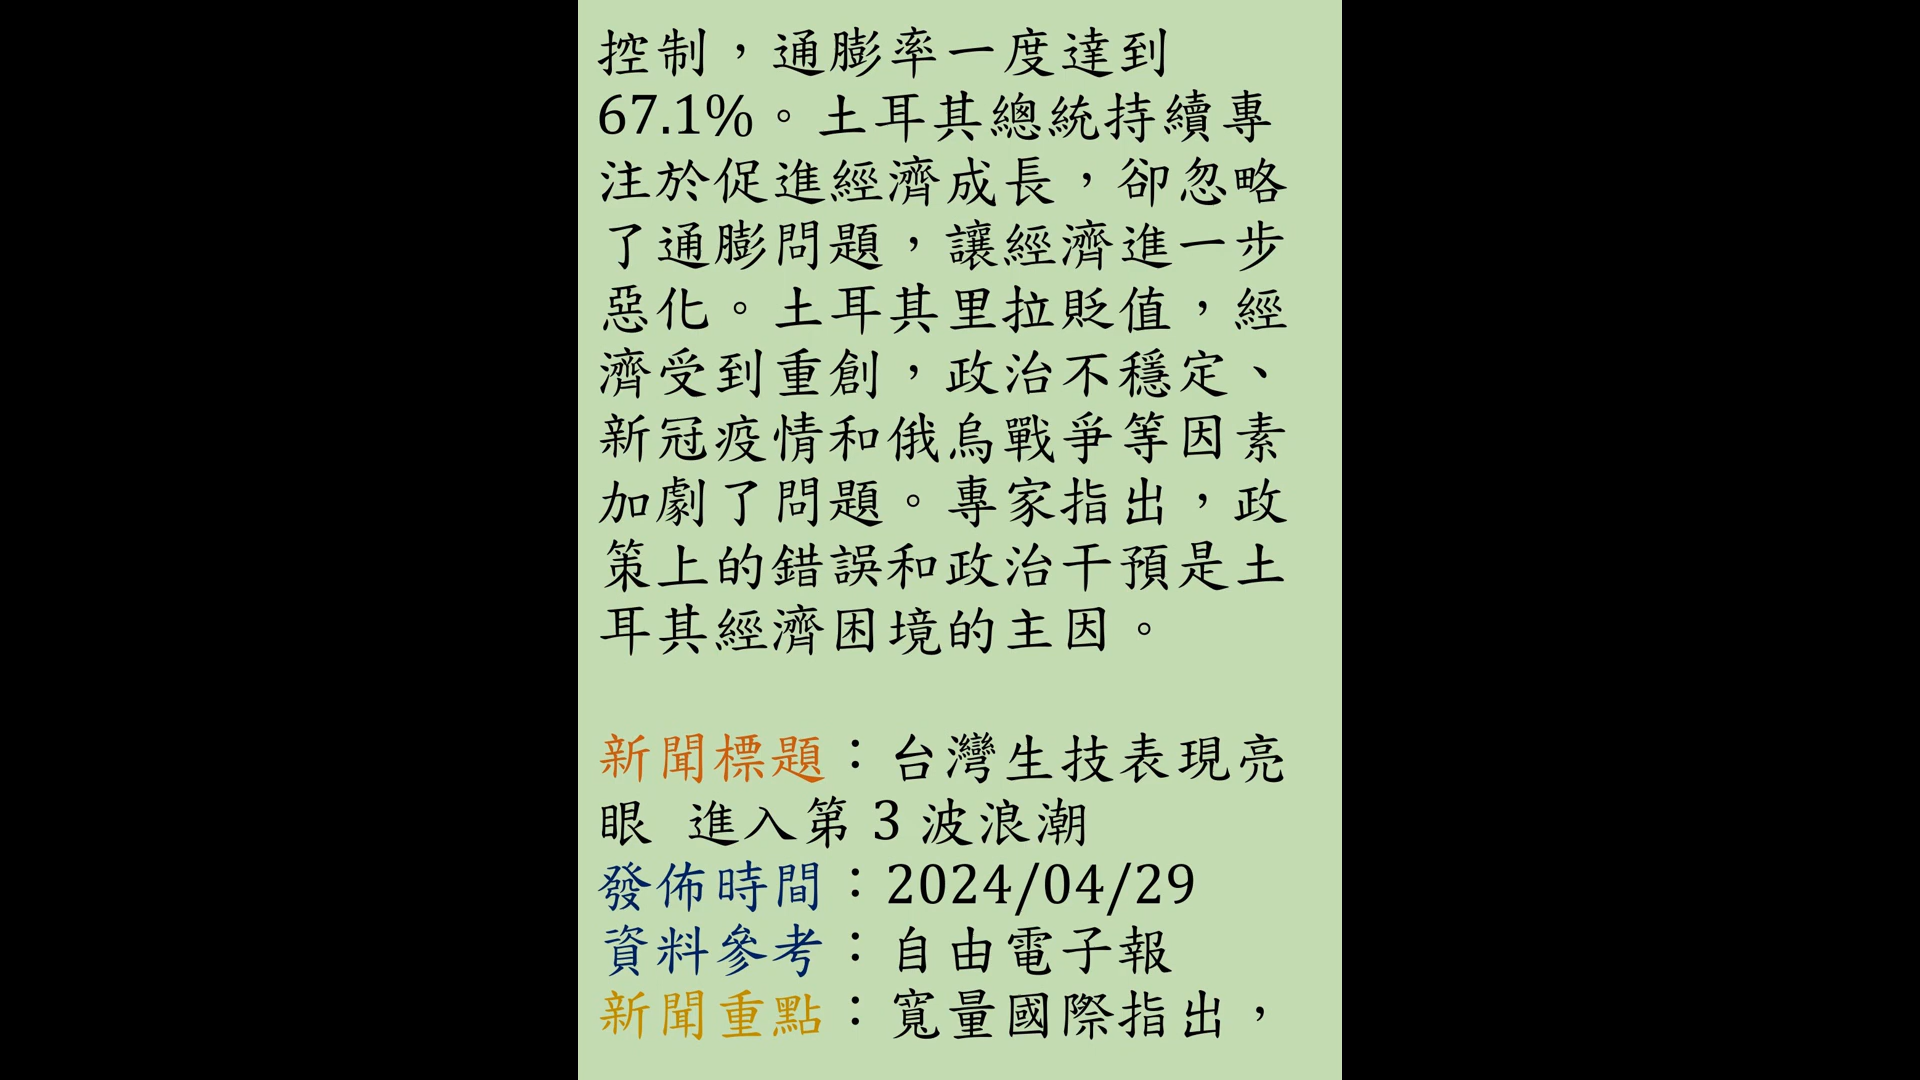 控制，通膨率一度達到
67.1%。土耳其總統持續專
注於促進經濟成長，卻忽略
了通膨問題，讓經濟進一步
惡化。土耳其里拉貶值，經
濟受到重創，政治不穩定、
新冠疫情和俄烏戰爭等因素
加劇了問題。專家指出，政
策上的錯誤和政治干預是土
耳其經濟困境的主因。
新聞標題：台灣生技表現亮
眼 進入第 3 波浪潮
發佈時間：2024/04/29
資料參考：自由電子報
新聞重點：寬量國際指出，